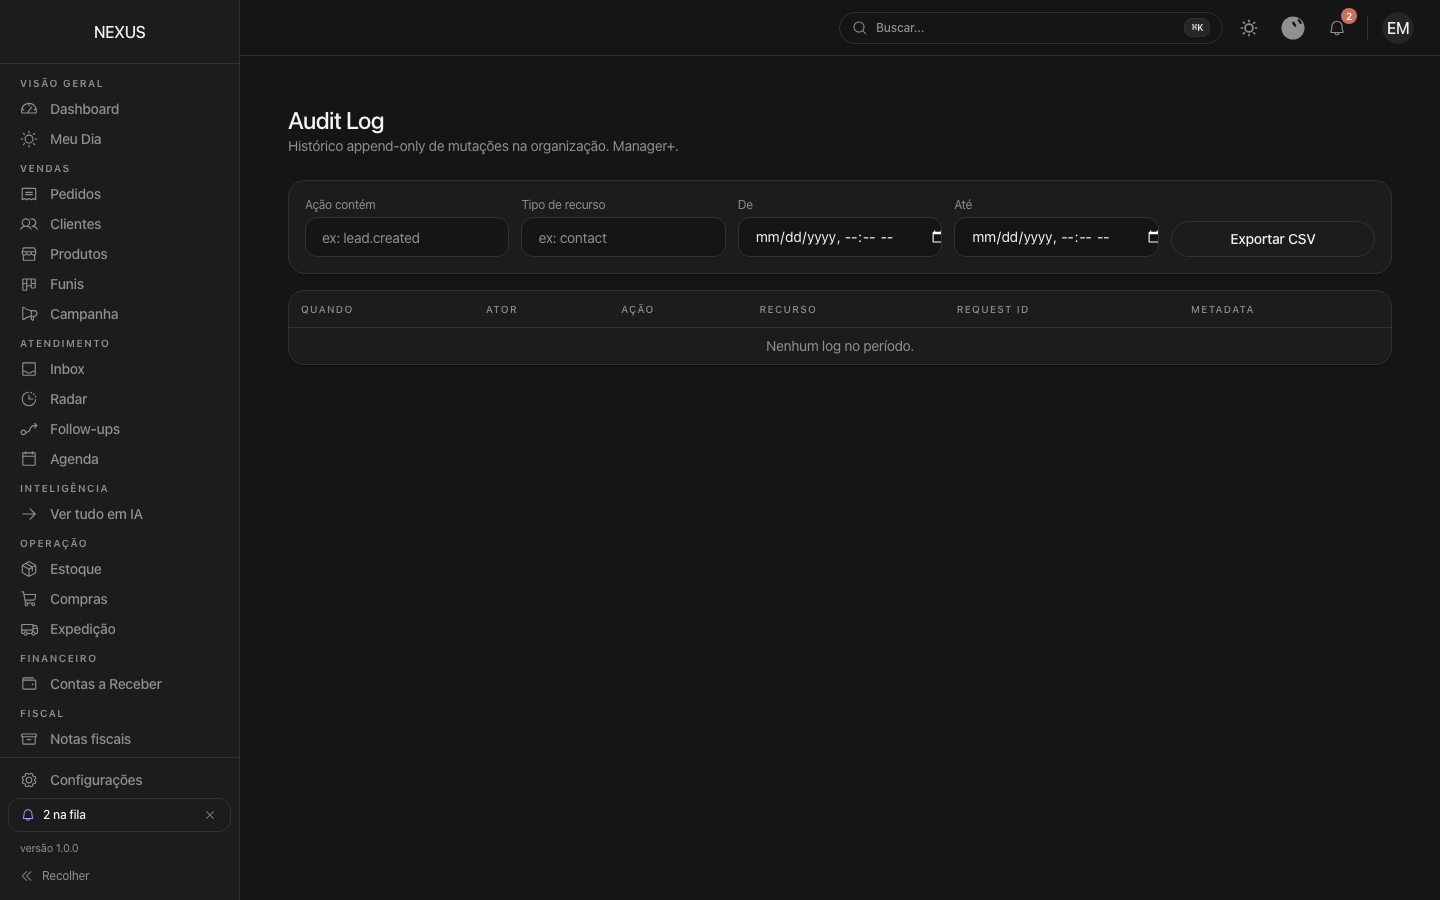 NEXUS
Buscar...
⌘K
2
EM
VISÃO GERAL
Dashboard
Meu Dia
VENDAS
Pedidos
Clientes
Produtos
Funis
Campanha
ATENDIMENTO
Inbox
Radar
Follow-ups
Agenda
INTELIGÊNCIA
Ver tudo em IA
OPERAÇÃO
Estoque
Compras
Expedição
FINANCEIRO
Contas a Receber
FISCAL
Notas fiscais
Configurações
2 na fila
versão 1.0.0
Recolher
Audit Log
Histórico append-only de mutações na organização. Manager+.
Ação contém
Tipo de recurso
De
Até
ex: lead.created
ex: contact
mm/dd/yyyy, --:-- --
mm/dd/yyyy, --:-- --
Exportar CSV
QUANDO
ATOR
AÇÃO
RECURSO
REQUEST ID
METADATA
Nenhum log no período.